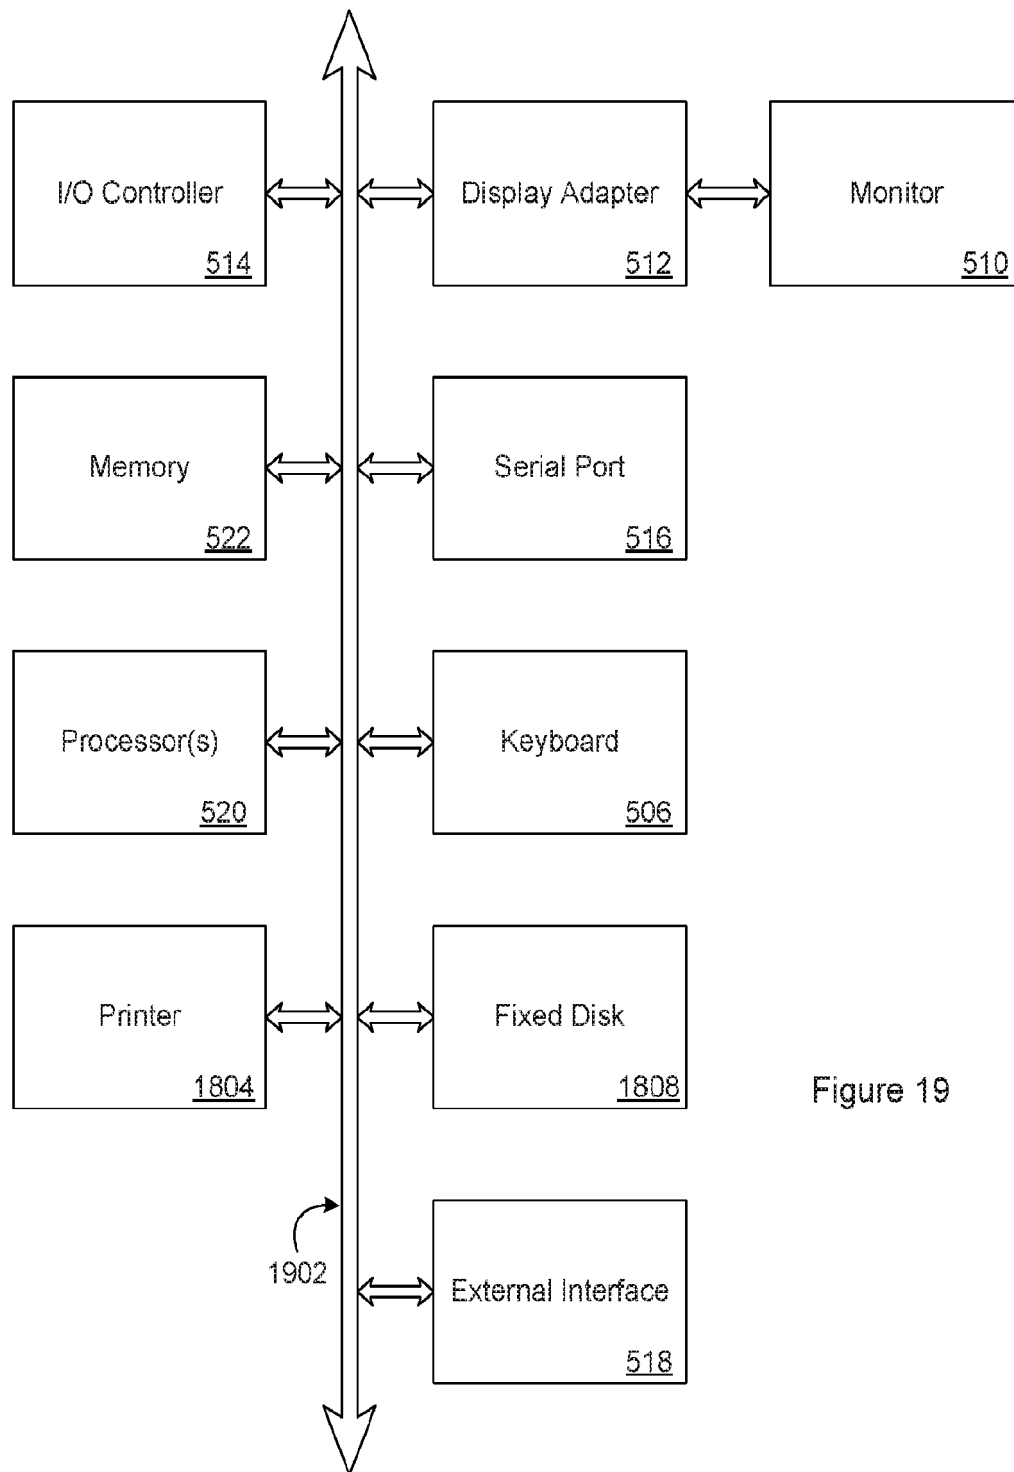 I/O Controller
514
Display Adapter
512
Monitor
510
Memory
522
Serial Port
516
Processor(s)
520
Keyboard
506
Printer
1804
Fixed Disk
1808
Figure 19
1902
External Interface
518